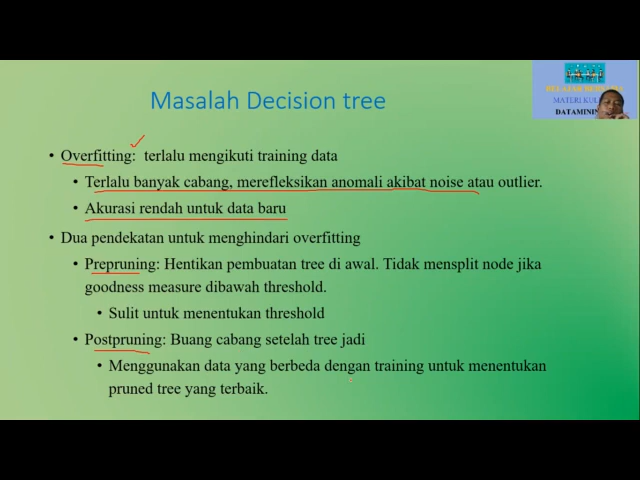 Masalah Decision tree
• Overfitting: terlalu mengikuti training data
• Terlalu banyak cabang, merefleksikan anomali akibat noise atau outlier.
• Akurasi rendah untuk data baru
• Dua pendekatan untuk menghindari overfitting
• Prepruning: Hentikan pembuatan tree di awal. Tidak mensplit node jika
goodness measure dibawah threshold.
• Sulit untuk menentukan threshold
• Postpruning: Buang cabang setelah tree jadi
• Menggunakan data yang berbeda dengan training untuk menentukan
pruned tree yang terbaik.
MATERI
DATAMINING